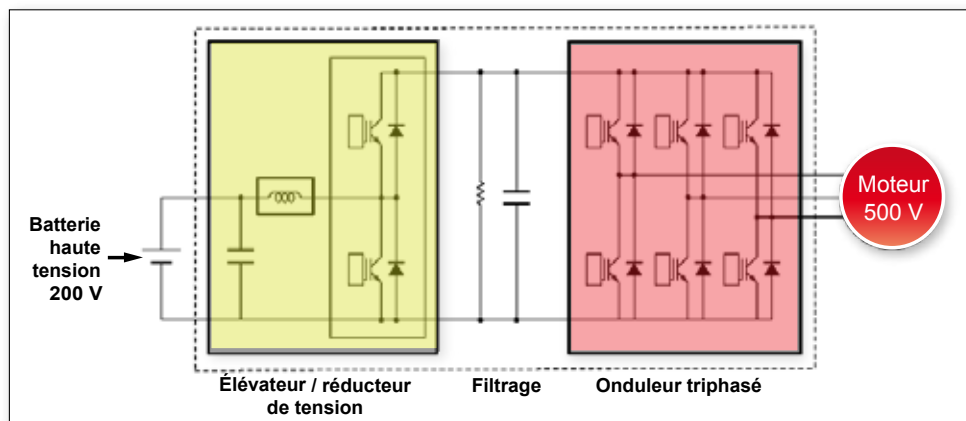 Batterie
haute
tension
200 V
Moteur
500 V
Élévateur / réducteur
de tension
Filtrage
Onduleur triphasé